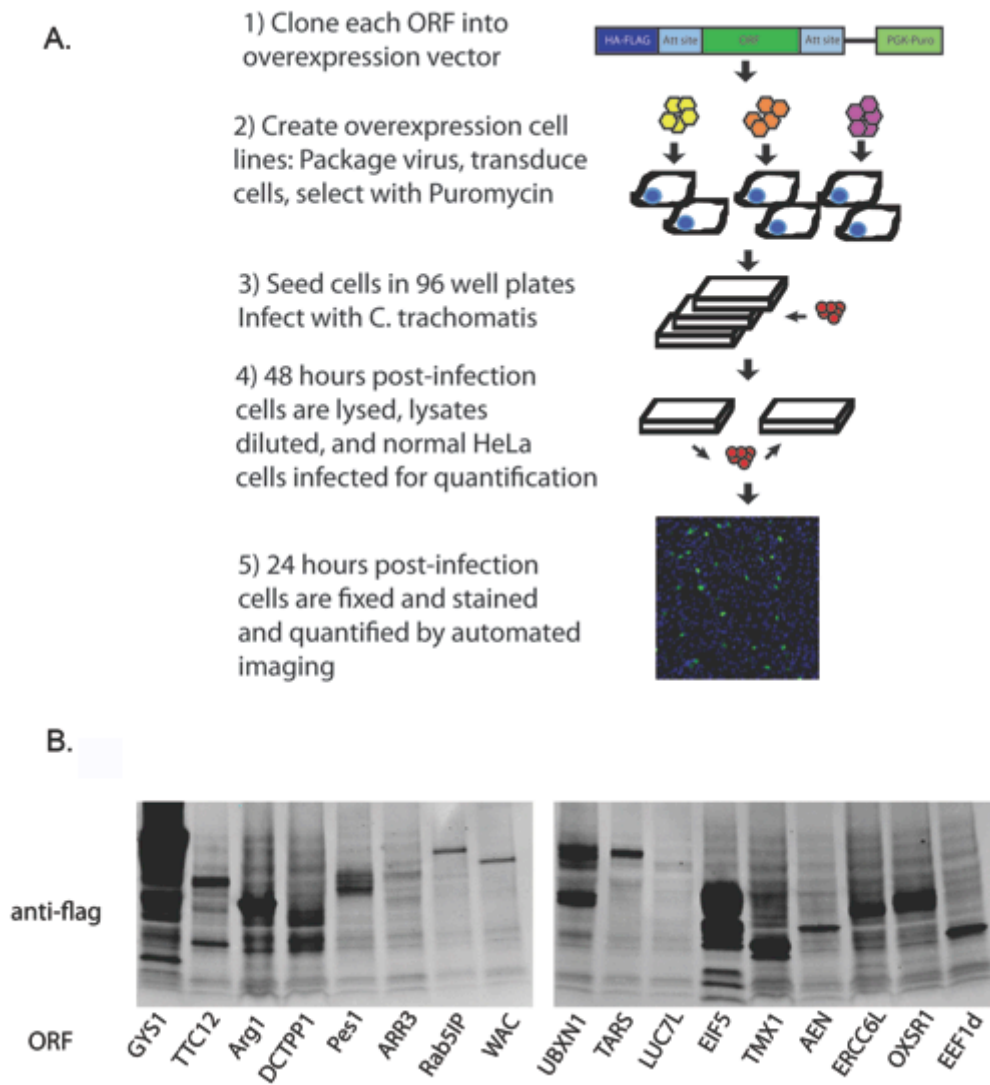 A.
1) Clone each ORF into
overexpression vector
HA-FLAG Att site ORF Att site PGK-Puro
2) Create overexpression cell
lines: Package virus, transduce
cells, select with Puromycin
3) Seed cells in 96 well plates
Infect with C. trachomatis
4) 48 hours post-infection
cells are lysed, lysates
diluted, and normal HeLa
cells infected for quantification
5) 24 hours post-infection
cells are fixed and stained
and quantified by automated
imaging
B.
anti-flag
ORF
GYS1
TTC12
Arg1
DCTPP1
Pes1
ARR3
Rab5IP
WAC
UBXN1
TARS
LUC7L
EIF5
TMX1
AEN
ERCC6L
OXSR1
EEF1d